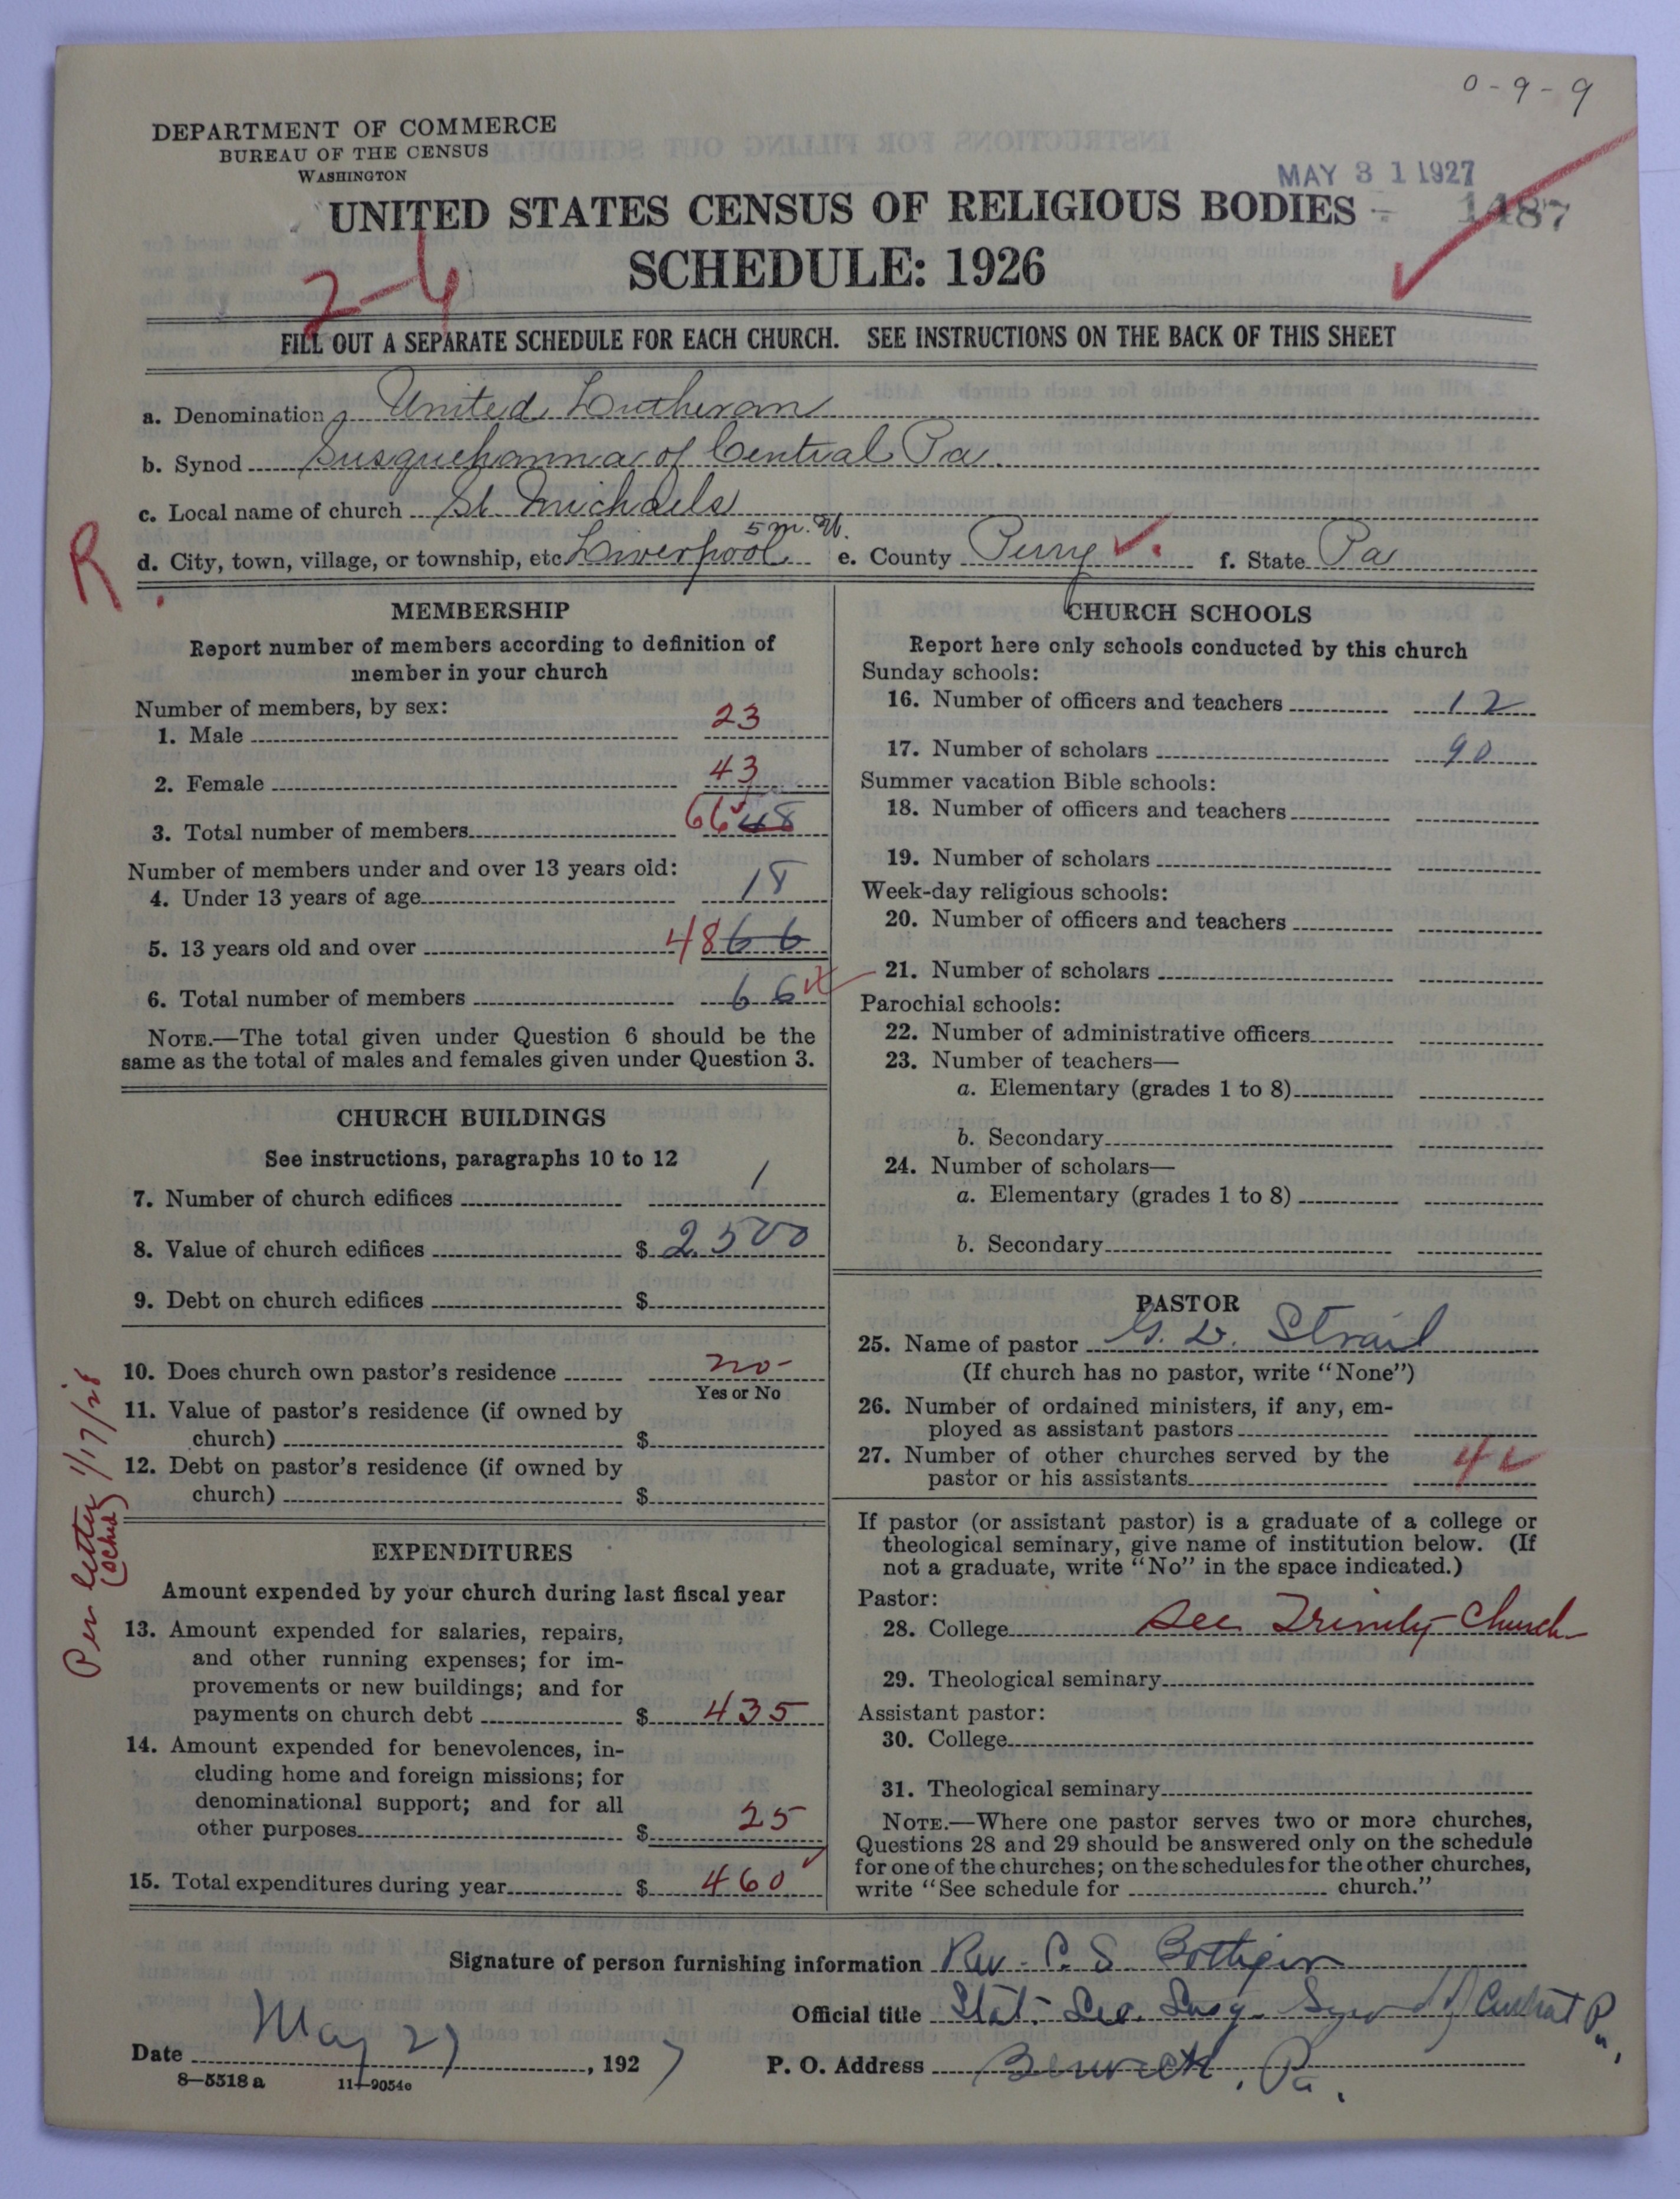 0-9-9
DEPARTMENT OF COMMERCE
BUREAU OF THE CENSUS
WASHINGTON
MAY 31 1927
1487
UNITED STATES CENSUS OF RELIGIOUS BODIES
SCHEDULE: 1926
2-4
FILL OUT A SEPARATE SCHEDULE FOR EACH CHURCH. SEE INSTRUCTIONS ON THE BACK OF THIS SHEET
a. Denomination United Lutheran
b. Synod Susquehanna of Central Pa.
c. Local name of church St. Michaels
R.
d. City, town, village, or township, etc. Liverpool 5 m. W. e. County Perry ✓. f. State Pa
MEMBERSHIP
Report number of members according to definition of
member in your church
Number of members, by sex:
1. Male 23
2. Female 43
3. Total number of members 66 ✓ 48
Number of members under and over 13 years old:
4. Under 13 years of age 18
5. 13 years old and over 48 66
6. Total number of members 66
NOTE.—The total given under Question 6 should be the
same as the total of males and females given under Question 3.
CHURCH BUILDINGS
See instructions, paragraphs 10 to 12
7. Number of church edifices 1
8. Value of church edifices $ 2500
9. Debt on church edifices $
10. Does church own pastor's residence no-
Yes or No
11. Value of pastor's residence (if owned by
church) $
12. Debt on pastor's residence (if owned by
church) $
Per letter 1/17/28
EXPENDITURES
Amount expended by your church during last fiscal year
13. Amount expended for salaries, repairs,
and other running expenses; for im-
provements or new buildings; and for
payments on church debt $ 435
14. Amount expended for benevolences, in-
cluding home and foreign missions; for
denominational support; and for all
other purposes $ 25
15. Total expenditures during year $ 460 ✓
CHURCH SCHOOLS
Report here only schools conducted by this church
Sunday schools:
16. Number of officers and teachers 12
17. Number of scholars 90
Summer vacation Bible schools:
18. Number of officers and teachers
19. Number of scholars
Week-day religious schools:
20. Number of officers and teachers
21. Number of scholars
Parochial schools:
22. Number of administrative officers
23. Number of teachers—
a. Elementary (grades 1 to 8)
b. Secondary
24. Number of scholars—
a. Elementary (grades 1 to 8)
b. Secondary
PASTOR
25. Name of pastor G. D. Strail
(If church has no pastor, write "None")
26. Number of ordained ministers, if any, em-
ployed as assistant pastors
27. Number of other churches served by the
pastor or his assistants 4 ✓
If pastor (or assistant pastor) is a graduate of a college or
theological seminary, give name of institution below. (If
not a graduate, write "No" in the space indicated.)
Pastor:
28. College See Trinity Church
29. Theological seminary
Assistant pastor:
30. College
31. Theological seminary
NOTE.—Where one pastor serves two or more churches,
Questions 28 and 29 should be answered only on the schedule
for one of the churches; on the schedules for the other churches,
write "See schedule for church."
Signature of person furnishing information Rev. C. S. Bottiger
Official title Stat. Sec. Susq. Synod of Central Pa.
Date May 27, 1927
P. O. Address Berwick, Pa.
8—5518 a 11—9054e